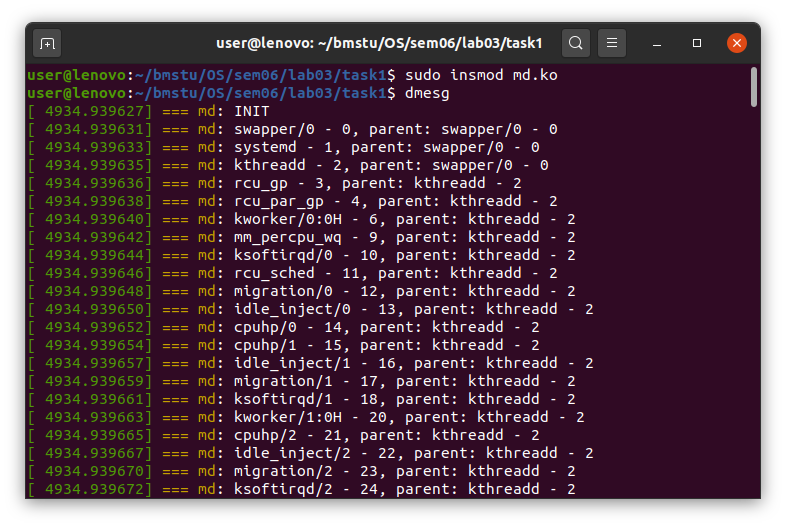 user@lenovo: ~/bmstu/OS/sem06/lab03/task1
user@lenovo:~/bmstu/OS/sem06/lab03/task1$ sudo insmod md.ko
user@lenovo:~/bmstu/OS/sem06/lab03/task1$ dmesg
[ 4934.939627] === md: INIT
[ 4934.939631] === md: swapper/0 - 0, parent: swapper/0 - 0
[ 4934.939633] === md: systemd - 1, parent: swapper/0 - 0
[ 4934.939635] === md: kthreadd - 2, parent: swapper/0 - 0
[ 4934.939636] === md: rcu_gp - 3, parent: kthreadd - 2
[ 4934.939638] === md: rcu_par_gp - 4, parent: kthreadd - 2
[ 4934.939640] === md: kworker/0:0H - 6, parent: kthreadd - 2
[ 4934.939642] === md: mm_percpu_wq - 9, parent: kthreadd - 2
[ 4934.939644] === md: ksoftirqd/0 - 10, parent: kthreadd - 2
[ 4934.939646] === md: rcu_sched - 11, parent: kthreadd - 2
[ 4934.939648] === md: migration/0 - 12, parent: kthreadd - 2
[ 4934.939650] === md: idle_inject/0 - 13, parent: kthreadd - 2
[ 4934.939652] === md: cpuhp/0 - 14, parent: kthreadd - 2
[ 4934.939654] === md: cpuhp/1 - 15, parent: kthreadd - 2
[ 4934.939657] === md: idle_inject/1 - 16, parent: kthreadd - 2
[ 4934.939659] === md: migration/1 - 17, parent: kthreadd - 2
[ 4934.939661] === md: ksoftirqd/1 - 18, parent: kthreadd - 2
[ 4934.939663] === md: kworker/1:0H - 20, parent: kthreadd - 2
[ 4934.939665] === md: cpuhp/2 - 21, parent: kthreadd - 2
[ 4934.939667] === md: idle_inject/2 - 22, parent: kthreadd - 2
[ 4934.939670] === md: migration/2 - 23, parent: kthreadd - 2
[ 4934.939672] === md: ksoftirqd/2 - 24, parent: kthreadd - 2